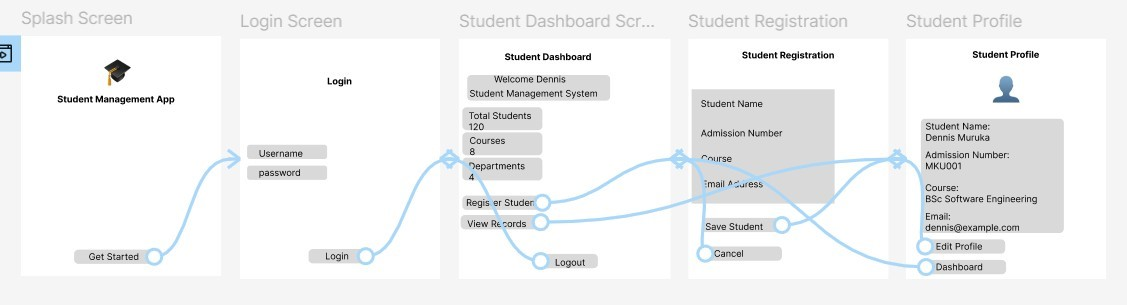 Splash Screen
Student Management App
Get Started
Login Screen
Login
Username
password
Login
Student Dashboard Scr...
Student Dashboard
Welcome Dennis
Student Management System
Total Students
120
Courses
8
Departments
4
Register Studen
View Records
Logout
Student Registration
Student Registration
Student Name
Admission Number
Course
Email Address
Save Student
Cancel
Student Profile
Student Profile
Student Name:
Dennis Muruka
Admission Number:
MKU001
Course:
BSc Software Engineering
Email:
dennis@example.com
Edit Profile
Dashboard